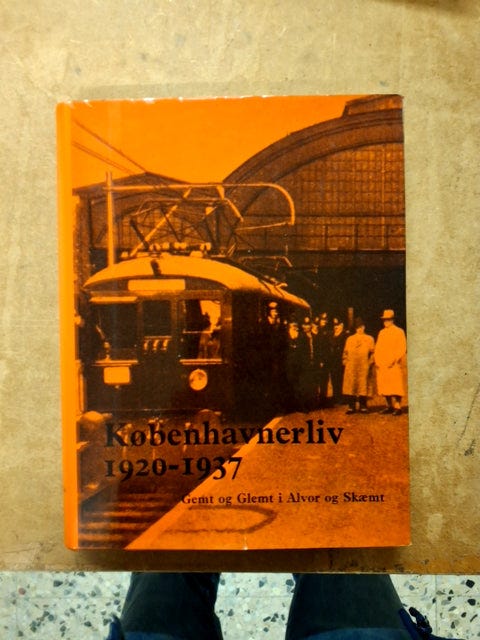 Københavnerliv
1920-1937
Gemt og Glemt i Alvor og Skæmt